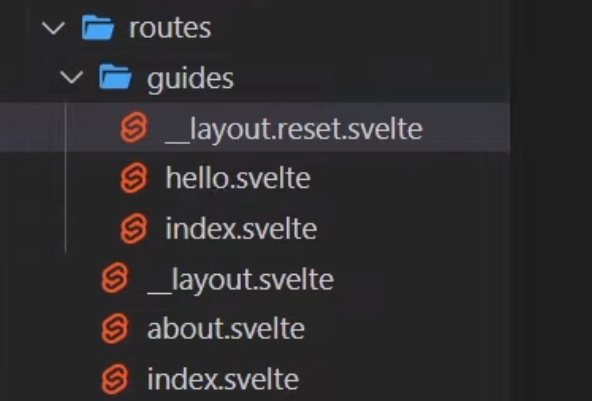 routes
guides
__layout.reset.svelte
hello.svelte
index.svelte
__layout.svelte
about.svelte
index.svelte